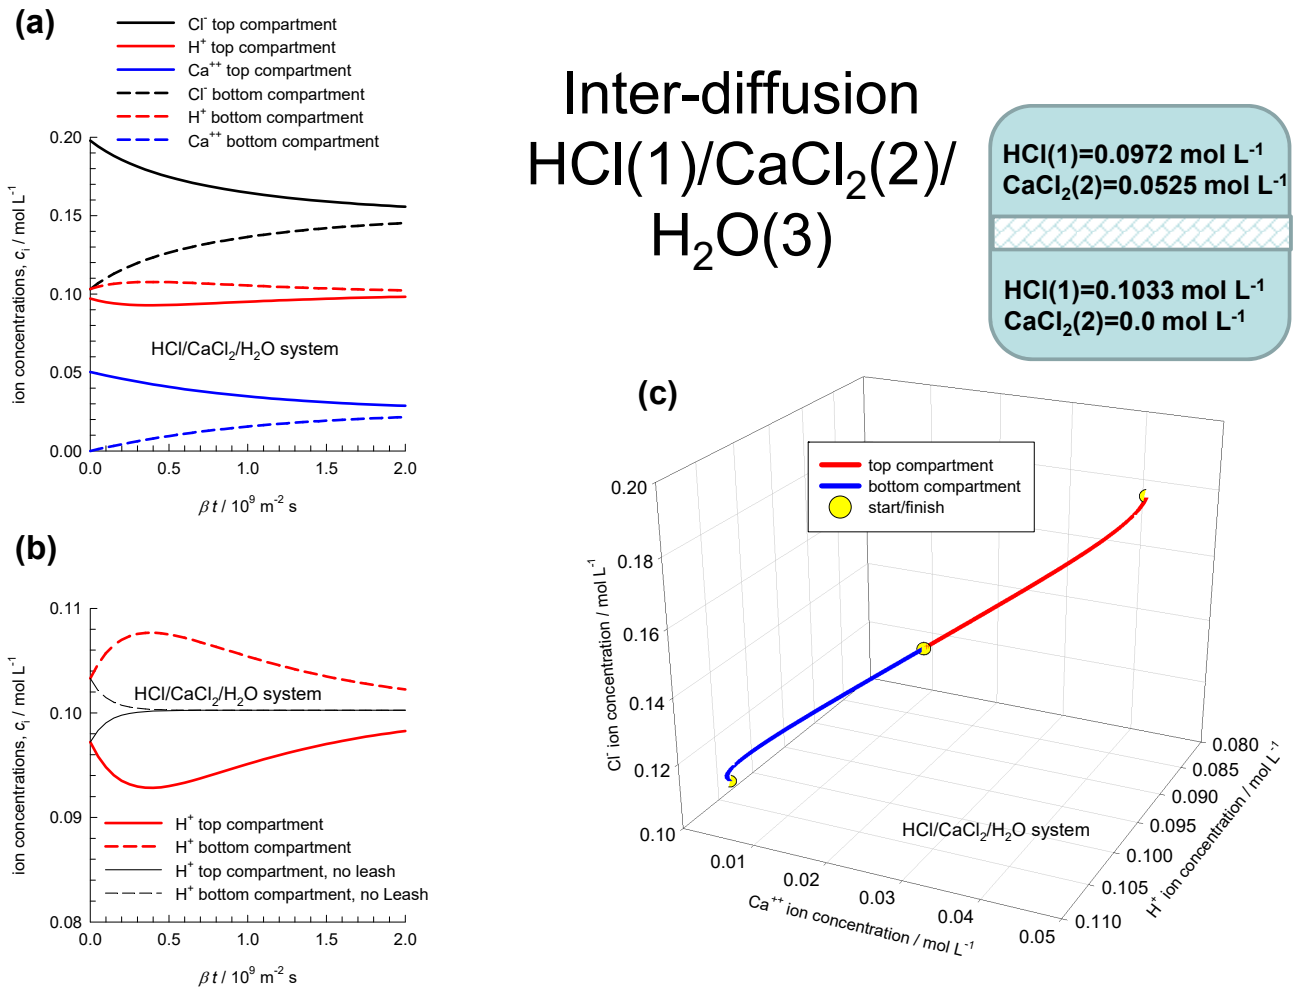 (a)
Cl⁻ top compartment
H⁺ top compartment
Ca⁺⁺ top compartment
Cl⁻ bottom compartment
H⁺ bottom compartment
Ca⁺⁺ bottom compartment
0.20
0.15
0.10
0.05
0.00
ion concentrations, cᵢ / mol L⁻¹
HCl/CaCl₂/H₂O system
0.0 0.5 1.0 1.5 2.0
β t / 10⁹ m⁻² s
Inter-diffusion
HCl(1)/CaCl₂(2)/
H₂O(3)
HCl(1)=0.0972 mol L⁻¹
CaCl₂(2)=0.0525 mol L⁻¹
HCl(1)=0.1033 mol L⁻¹
CaCl₂(2)=0.0 mol L⁻¹
(b)
0.11
0.10
0.09
0.08
ion concentrations, cᵢ / mol L⁻¹
HCl/CaCl₂/H₂O system
H⁺ top compartment
H⁺ bottom compartment
H⁺ top compartment, no leash
H⁺ bottom compartment, no Leash
0.0 0.5 1.0 1.5 2.0
β t / 10⁹ m⁻² s
(c)
top compartment
bottom compartment
start/finish
0.20
0.18
0.16
0.14
0.12
0.10
Cl⁻ ion concentration / mol L⁻¹
HCl/CaCl₂/H₂O system
0.01
0.02
0.03
0.04
0.05
Ca⁺⁺ ion concentration / mol L⁻¹
0.080
0.085
0.090
0.095
0.100
0.105
0.110
H⁺ ion concentration / mol L⁻¹